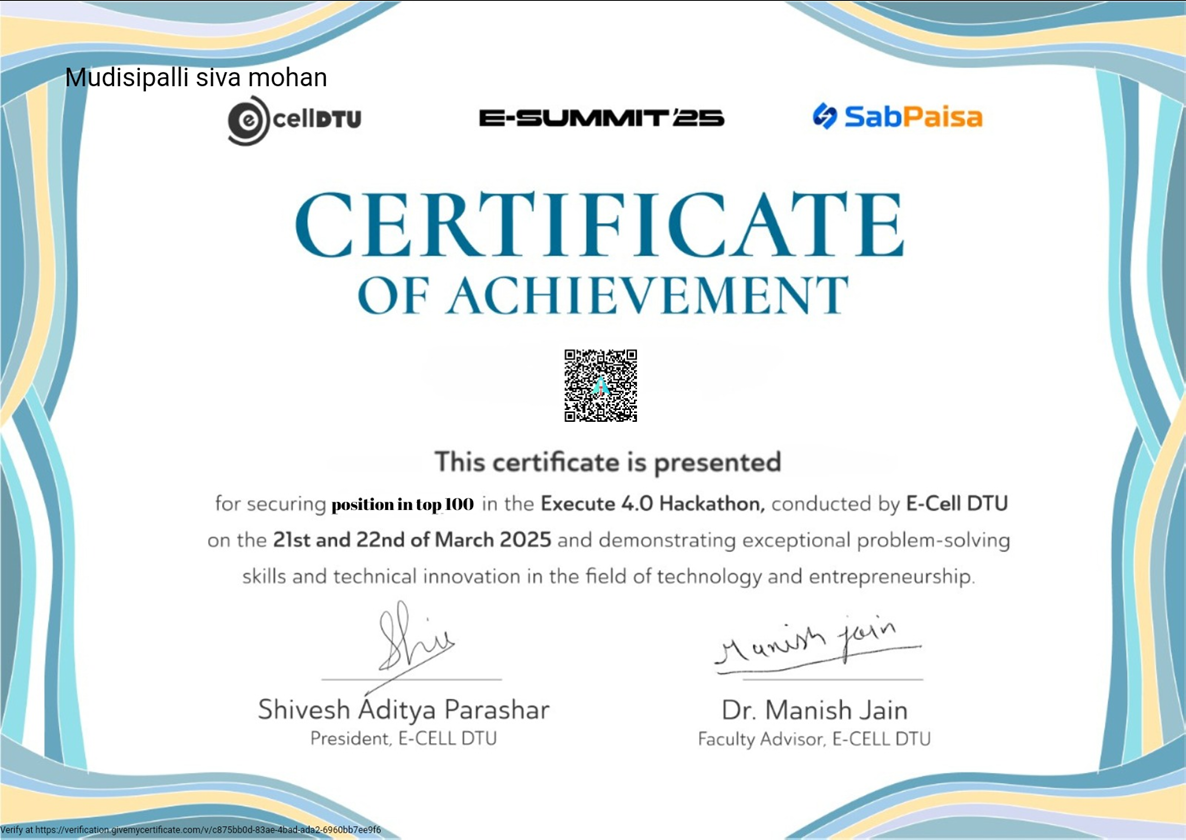 Mudisipalli siva mohan
e cellDTU E-SUMMIT'25 SabPaisa
CERTIFICATE
OF ACHIEVEMENT
This certificate is presented
for securing position in top 100 in the Execute 4.0 Hackathon, conducted by E-Cell DTU
on the 21st and 22nd of March 2025 and demonstrating exceptional problem-solving
skills and technical innovation in the field of technology and entrepreneurship.
Shiv Manish jain
Shivesh Aditya Parashar Dr. Manish Jain
President, E-CELL DTU Faculty Advisor, E-CELL DTU
Verify at https://verification.givemycertificate.com/v/c875bb0d-83ae-4bad-ada2-6960bb7ee9f6